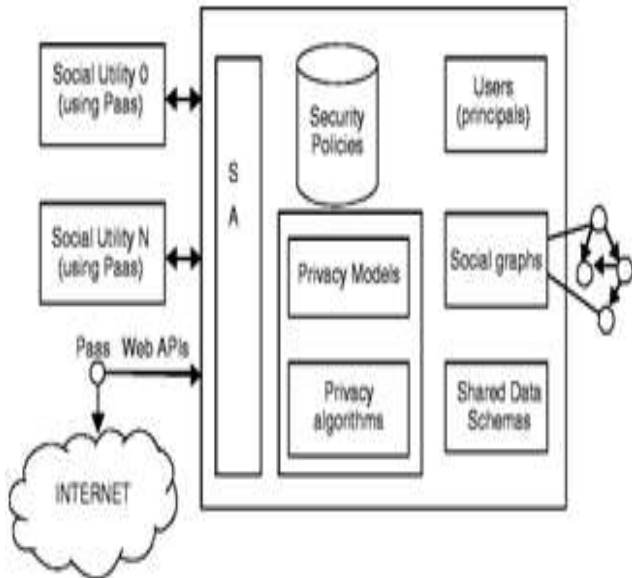 Social Utility 0
(using Paas)
Social Utility N
(using Paas)
Pass Web APIs
INTERNET
S
A
Security
Policies
Privacy Models
Privacy
algorithms
Users
(principals)
Social graphs
Shared Data
Schemas